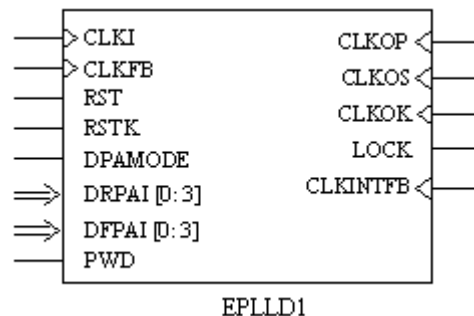 CLKI
CLKOP
CLKFB
CLKOS
RST
CLKOK
RSTK
LOCK
DPAMODE
CLKINTFB
DRPAI [0:3]
DFPAI [0:3]
PWD
EPLLD1